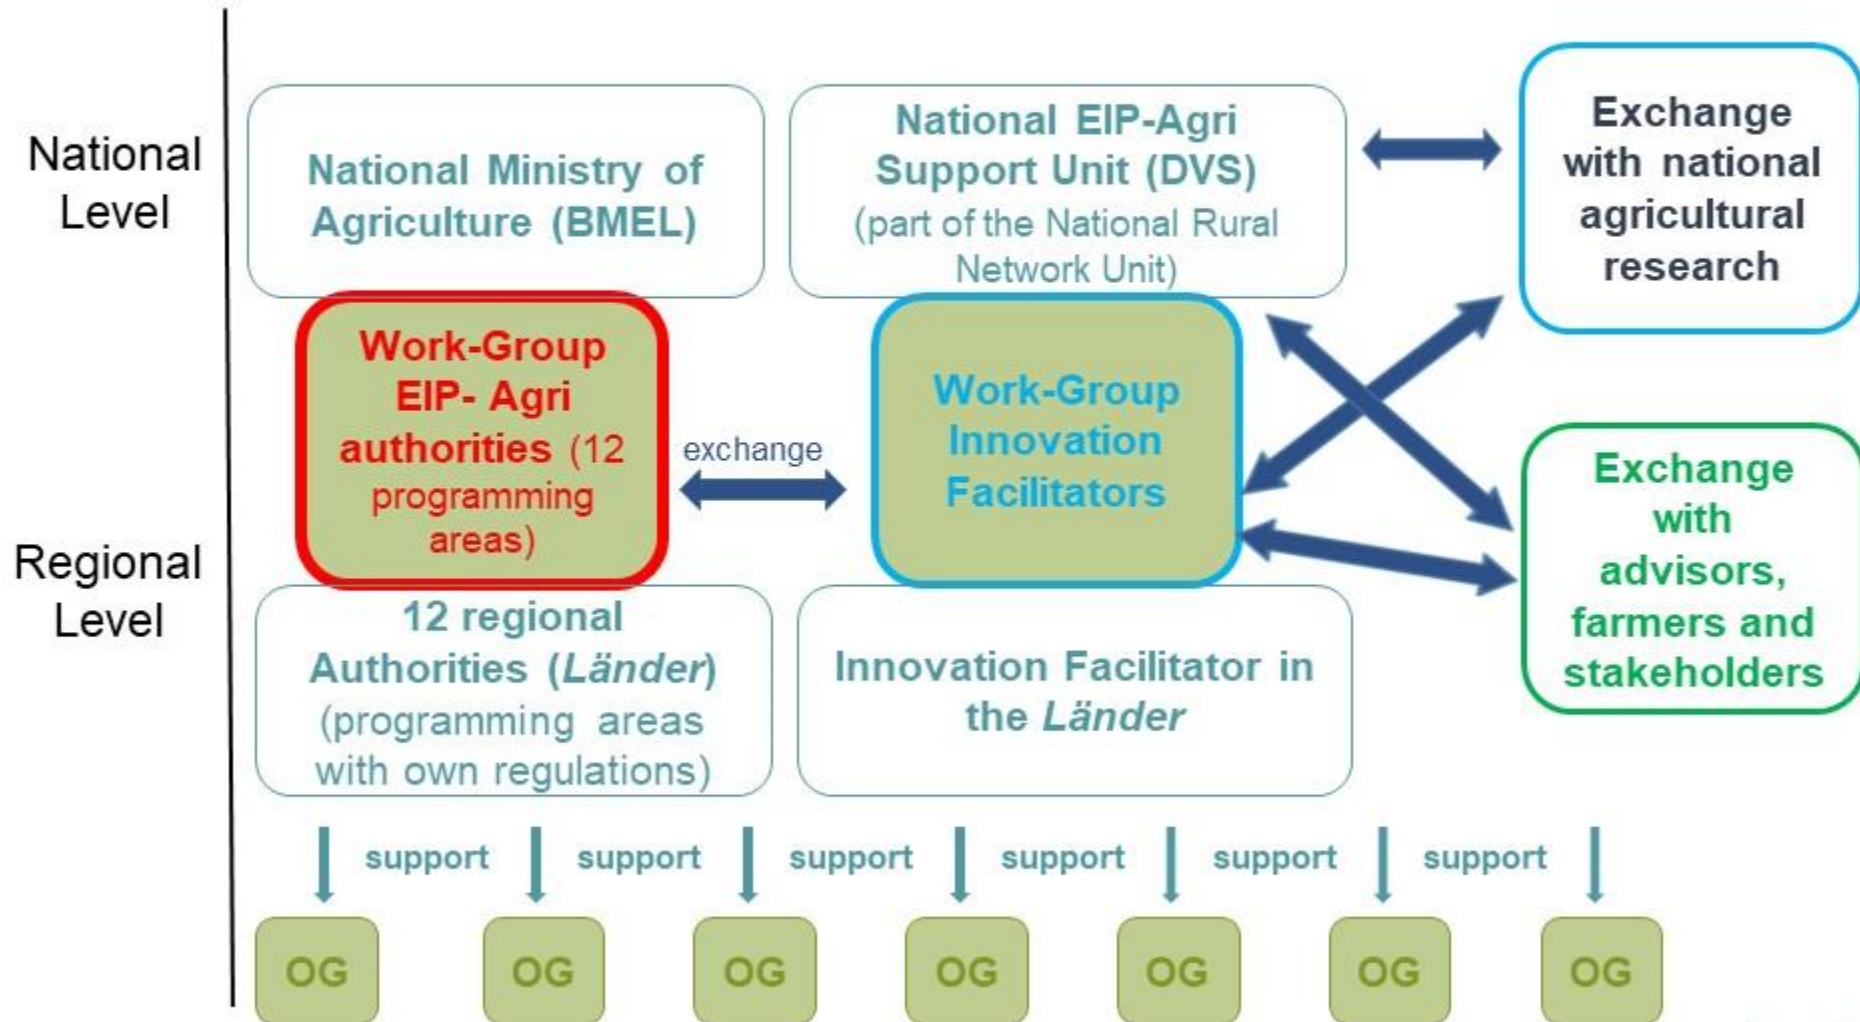 National
Level
National Ministry of
Agriculture (BMEL)
National EIP-Agri
Support Unit (DVS)
(part of the National Rural
Network Unit)
Exchange
with national
agricultural
research
Work-Group
EIP- Agri
authorities (12
programming
areas)
exchange
Work-Group
Innovation
Facilitators
Exchange
with
advisors,
farmers and
stakeholders
Regional
Level
12 regional
Authorities (Länder)
(programming areas
with own regulations)
Innovation Facilitator in
the Länder
support support support support support support
OG OG OG OG OG OG OG